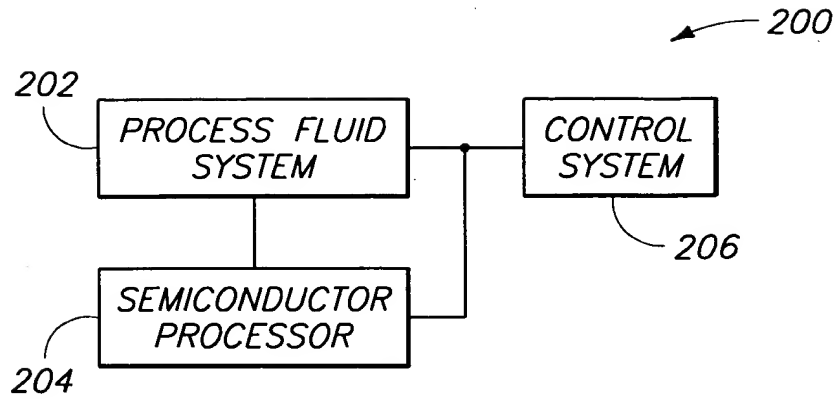 200
202
PROCESS FLUID
SYSTEM
CONTROL
SYSTEM
206
SEMICONDUCTOR
PROCESSOR
204